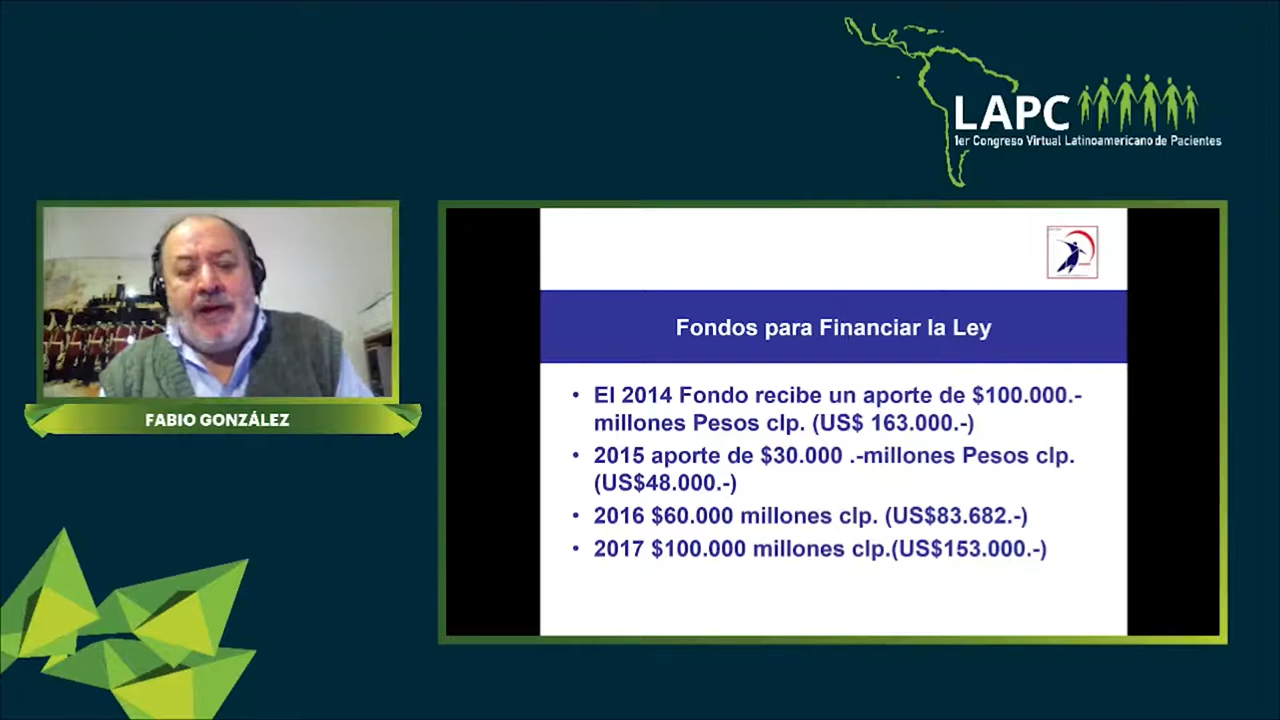 LAPC
1er Congreso Virtual Latinoamericano de Pacientes
FABIO GONZÁLEZ
Fondos para Financiar la Ley
• El 2014 Fondo recibe un aporte de $100.000.-
millones Pesos clp. (US$ 163.000.-)
• 2015 aporte de $30.000 .-millones Pesos clp.
(US$48.000.-)
• 2016 $60.000 millones clp. (US$83.682.-)
• 2017 $100.000 millones clp.(US$153.000.-)